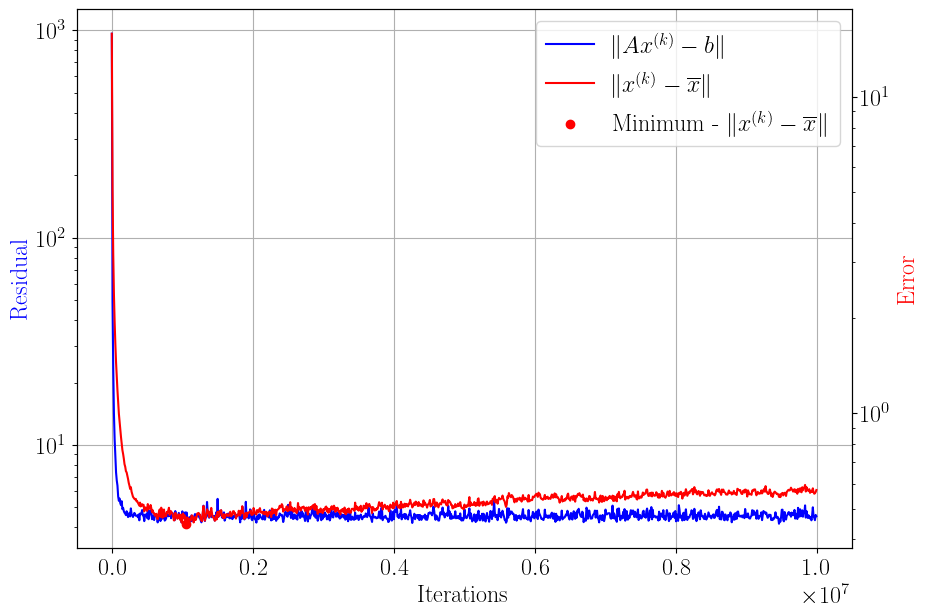 ‖Ax^(k) − b‖
‖x^(k) − x̅‖
Minimum - ‖x^(k) − x̅‖
10³
10²
10¹
Residual
10¹
10⁰
Error
0.0 0.2 0.4 0.6 0.8 1.0
Iterations
×10⁷